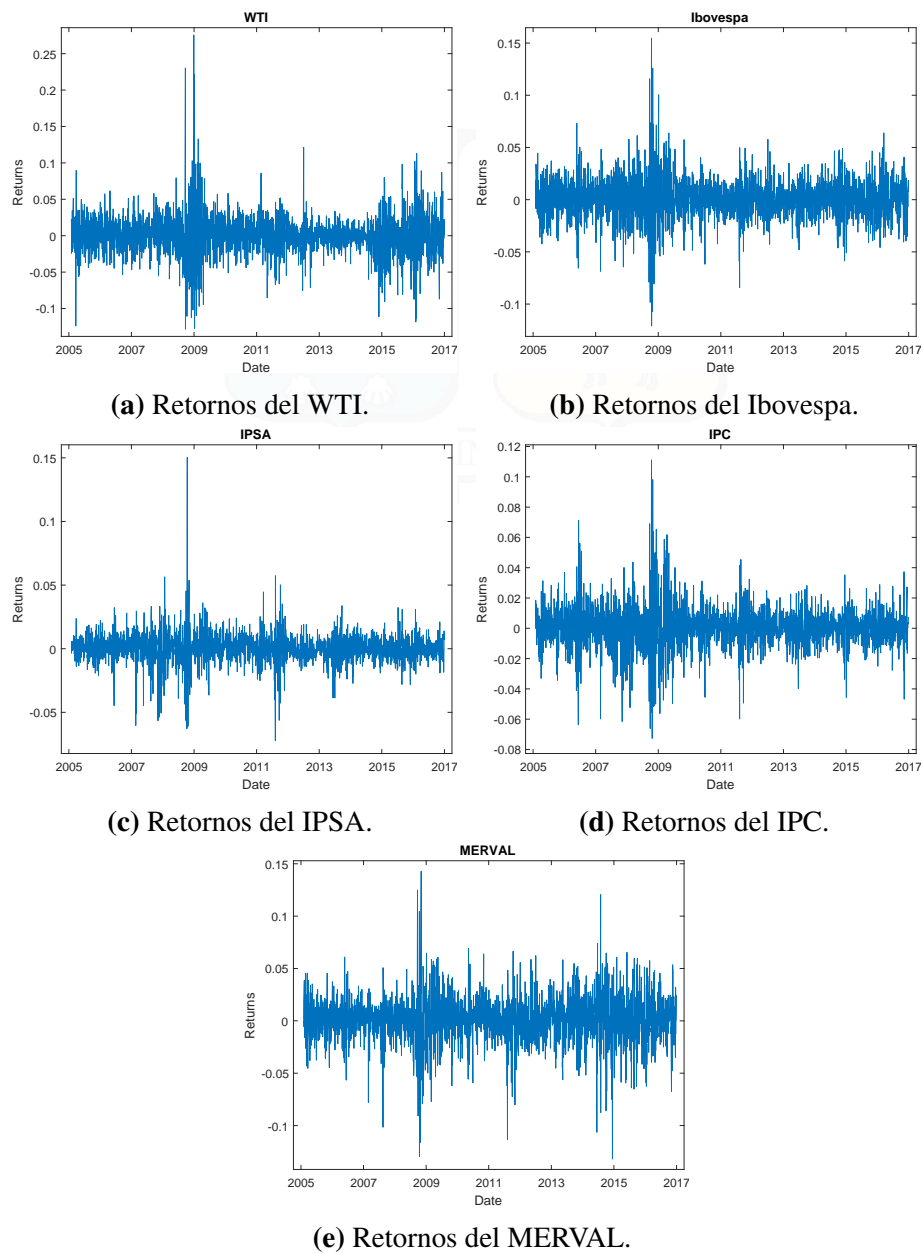 WTI
0.25
0.2
0.15
0.1
0.05
0
-0.05
-0.1
Returns
2005 2007 2009 2011 2013 2015 2017
Date
(a) Retornos del WTI.
Ibovespa
0.15
0.1
0.05
0
-0.05
-0.1
Returns
2005 2007 2009 2011 2013 2015 2017
Date
(b) Retornos del Ibovespa.
IPSA
0.15
0.1
0.05
0
-0.05
Returns
2005 2007 2009 2011 2013 2015 2017
Date
(c) Retornos del IPSA.
IPC
0.12
0.1
0.08
0.06
0.04
0.02
0
-0.02
-0.04
-0.06
-0.08
Returns
2005 2007 2009 2011 2013 2015 2017
Date
(d) Retornos del IPC.
MERVAL
0.15
0.1
0.05
0
-0.05
-0.1
Returns
2005 2007 2009 2011 2013 2015 2017
Date
(e) Retornos del MERVAL.